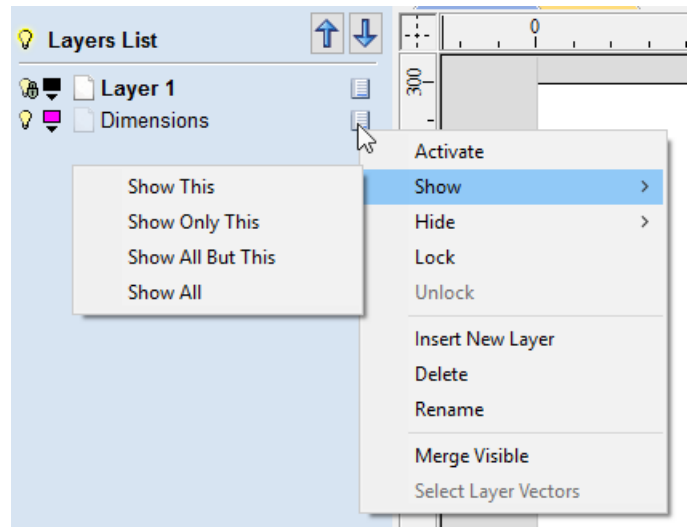 Layers List
0
300
Layer 1
Dimensions
Activate
Show
Hide
Lock
Unlock
Insert New Layer
Delete
Rename
Merge Visible
Select Layer Vectors
Show This
Show Only This
Show All But This
Show All